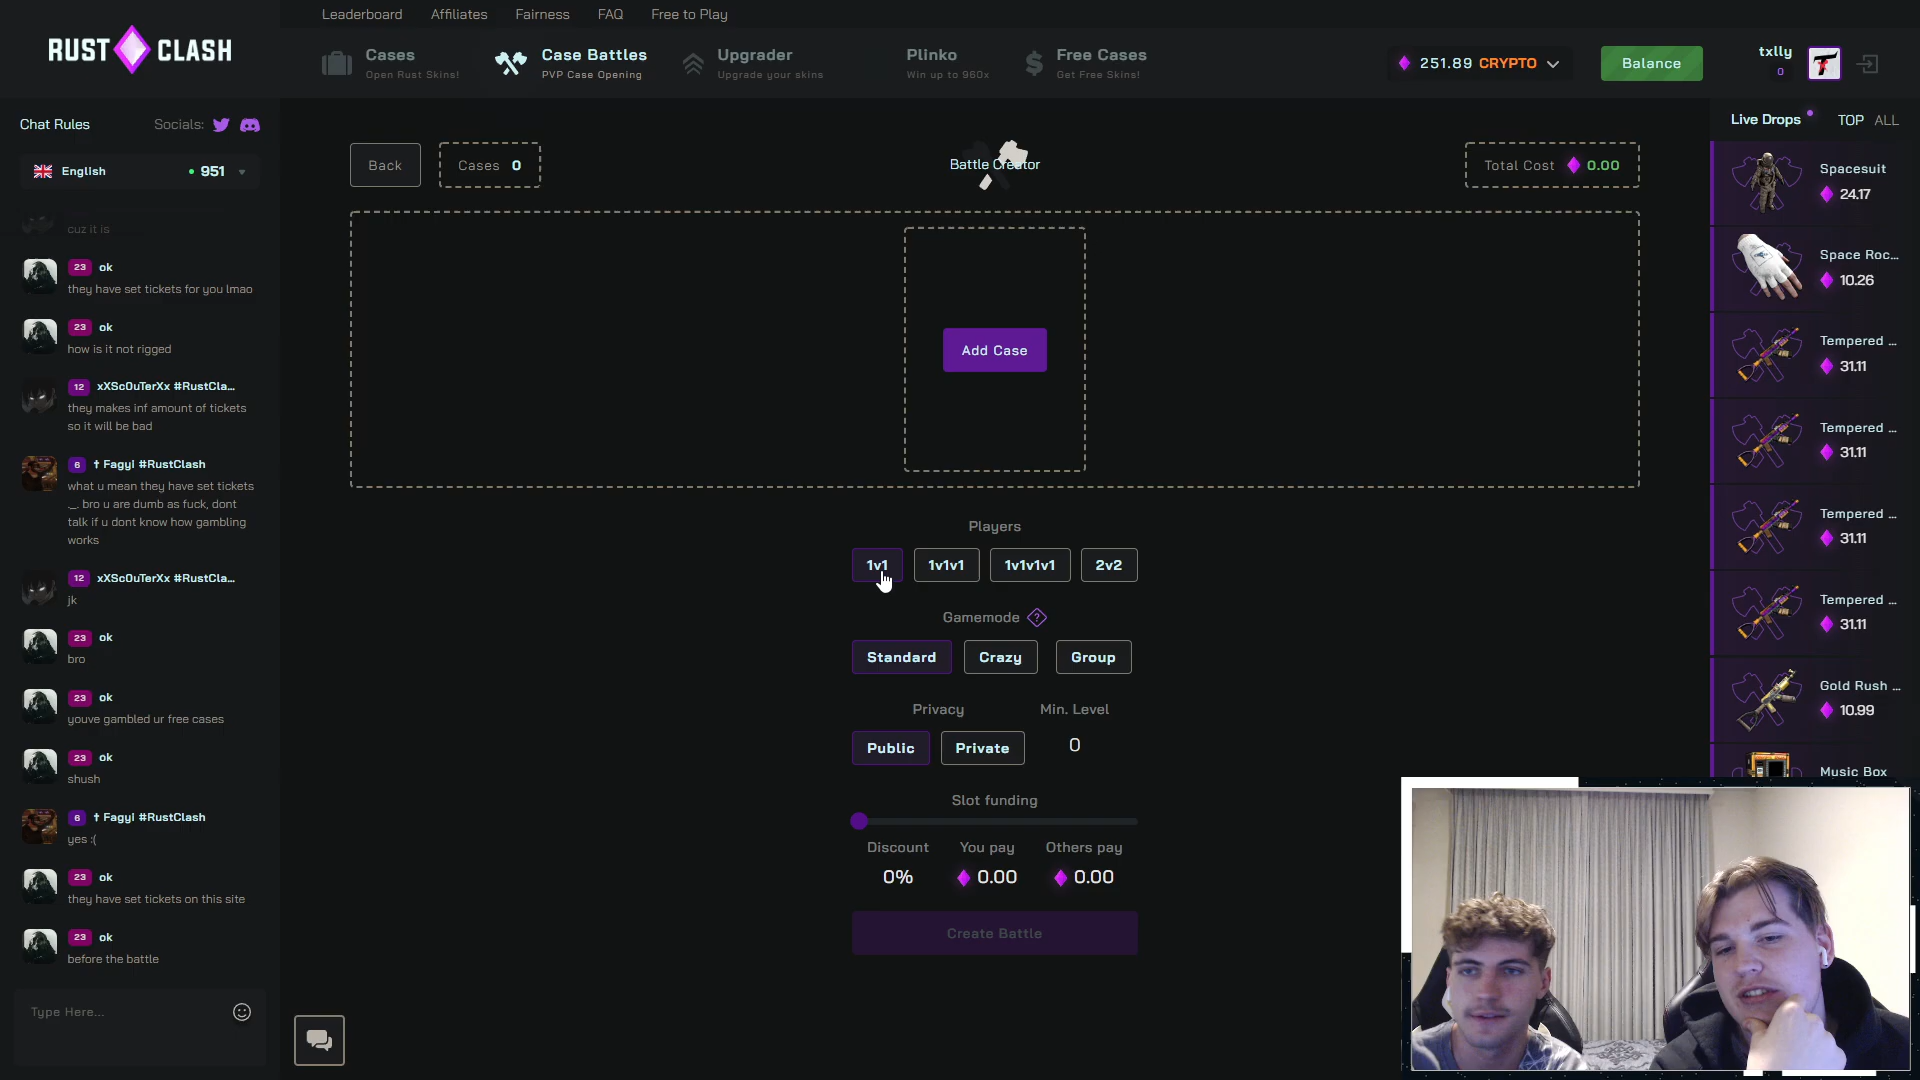 Leaderboard
Affiliates
Fairness
FAQ
Free to Play
RUST CLASH
Cases
Open Rust Skins!
Case Battles
PVP Case Opening
Upgrader
Upgrade your skins
Plinko
Win up to 960x
Free Cases
Get Free Skins!
251.89 CRYPTO
Balance
txlly
0
Chat Rules
Socials:
English
951
cuz it is
23 ok
they have set tickets for you lmao
23 ok
how is it not rigged
12 xXSc0uTerXx #RustCla...
they makes inf amount of tickets
so it will be bad
6 † Fagyi #RustClash
what u mean they have set tickets
._. bro u are dumb as fuck, dont
talk if u dont know how gambling
works
12 xXSc0uTerXx #RustCla...
jk
23 ok
bro
23 ok
youve gambled ur free cases
23 ok
shush
6 † Fagyi #RustClash
yes :(
23 ok
they have set tickets on this site
23 ok
before the battle
Type Here...
Back
Cases 0
Battle Creator
Total Cost 0.00
Add Case
Players
1v1
1v1v1
1v1v1v1
2v2
Gamemode ?
Standard
Crazy
Group
Privacy
Min. Level
Public
Private
0
Slot funding
Discount
You pay
Others pay
0%
0.00
0.00
Create Battle
Live Drops
TOP
ALL
Spacesuit
24.17
Space Roc...
10.26
Tempered ...
31.11
Tempered ...
31.11
Tempered ...
31.11
Tempered ...
31.11
Gold Rush ...
10.99
Music Box